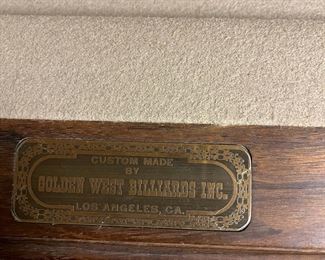 CUSTOM MADE
BY
GOLDEN WEST BILLIARDS INC.
LOS ANGELES, CA.